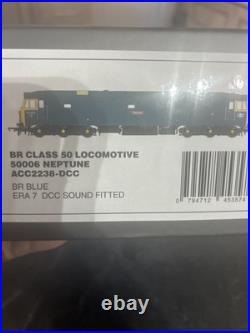 BR CLASS 50 LOCOMOTIVE
50006 NEPTUNE
ACC2238-DCC
BR BLUE
ERA 7 DCC SOUND FITTED
0 794712 453874